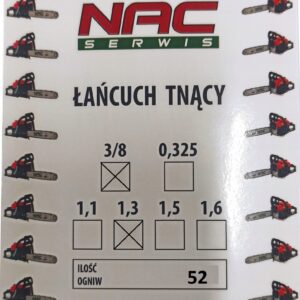 NAC
SERWIS
ŁAŃCUCH TNĄCY
3/8 0,325
1,1 1,3 1,5 1,6
ILOŚĆ
OGNIW 52